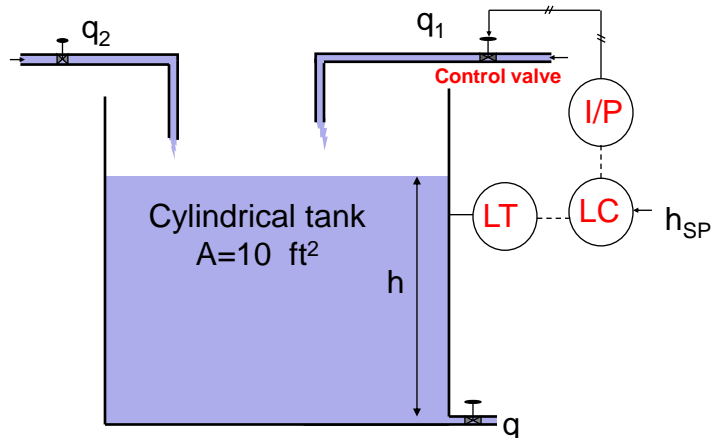 q₂
q₁
Control valve
I/P
Cylindrical tank
A=10 ft²
LT
LC
hSP
h
q